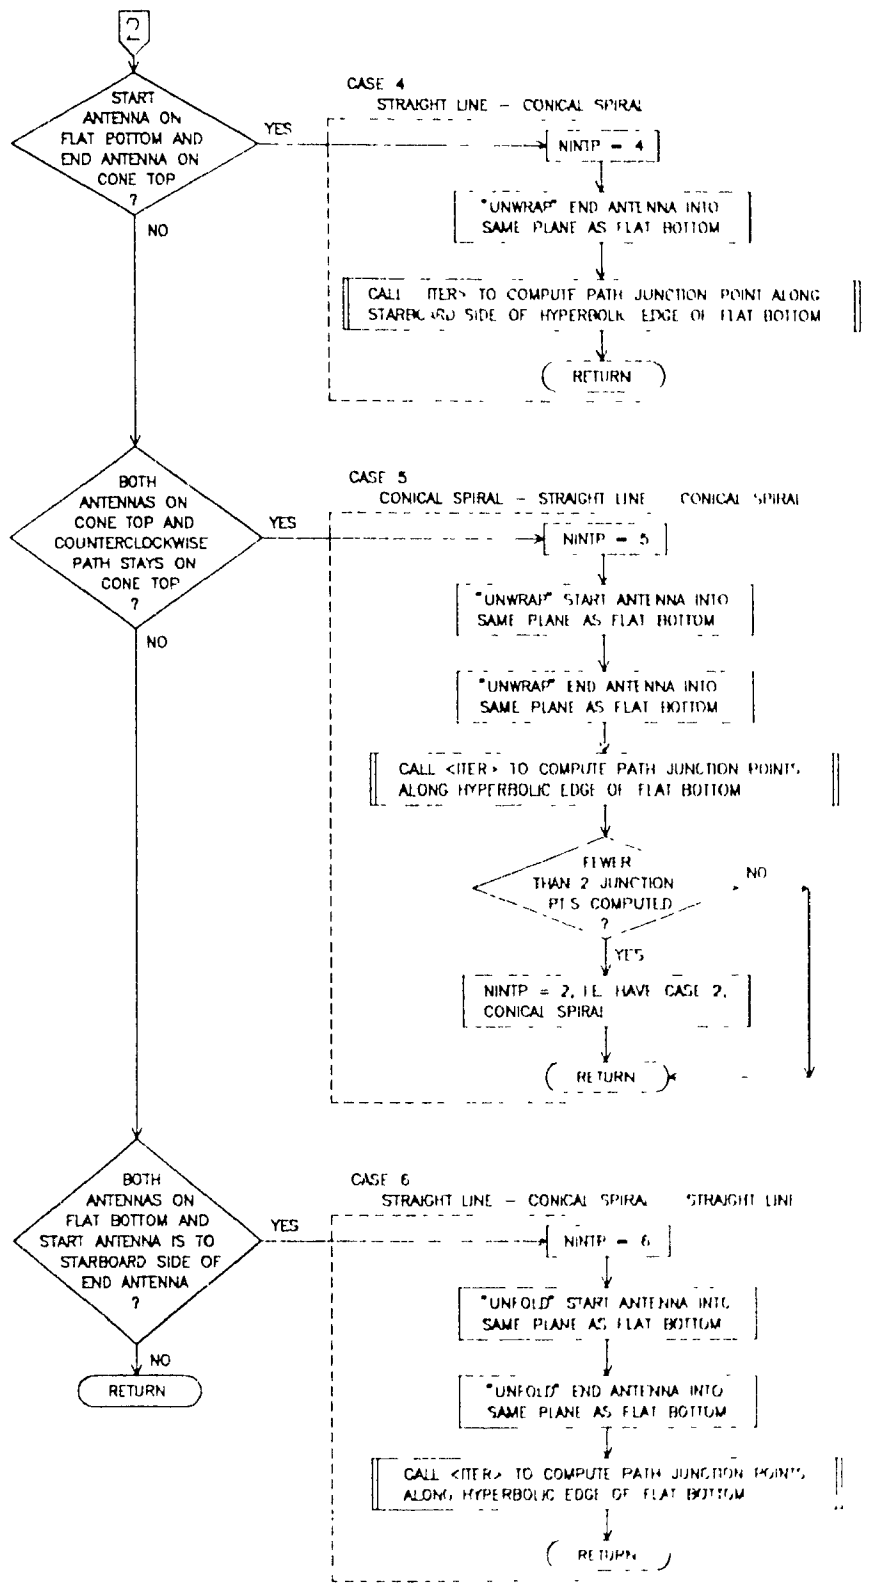 2
START
ANTENNA ON
FLAT BOTTOM AND
END ANTENNA ON
CONE TOP
?
YES
NO
CASE 4
STRAIGHT LINE – CONICAL SPIRAL
NINTP = 4
"UNWRAP" END ANTENNA INTO
SAME PLANE AS FLAT BOTTOM
CALL <ITER> TO COMPUTE PATH JUNCTION POINT ALONG
STARBOARD SIDE OF HYPERBOLIC EDGE OF FLAT BOTTOM
RETURN
BOTH
ANTENNAS ON
CONE TOP AND
COUNTERCLOCKWISE
PATH STAYS ON
CONE TOP
?
YES
NO
CASE 5
CONICAL SPIRAL – STRAIGHT LINE CONICAL SPIRAL
NINTP = 5
"UNWRAP" START ANTENNA INTO
SAME PLANE AS FLAT BOTTOM
"UNWRAP" END ANTENNA INTO
SAME PLANE AS FLAT BOTTOM
CALL <ITER> TO COMPUTE PATH JUNCTION POINTS
ALONG HYPERBOLIC EDGE OF FLAT BOTTOM
FEWER
THAN 2 JUNCTION
PTS COMPUTED
?
NO
YES
NINTP = 2, I.E. HAVE CASE 2,
CONICAL SPIRAL
RETURN
BOTH
ANTENNAS ON
FLAT BOTTOM AND
START ANTENNA IS TO
STARBOARD SIDE OF
END ANTENNA
?
YES
NO
RETURN
CASE 6
STRAIGHT LINE – CONICAL SPIRAL STRAIGHT LINE
NINTP = 6
"UNFOLD" START ANTENNA INTO
SAME PLANE AS FLAT BOTTOM
"UNFOLD" END ANTENNA INTO
SAME PLANE AS FLAT BOTTOM
CALL <ITER> TO COMPUTE PATH JUNCTION POINTS
ALONG HYPERBOLIC EDGE OF FLAT BOTTOM
RETURN